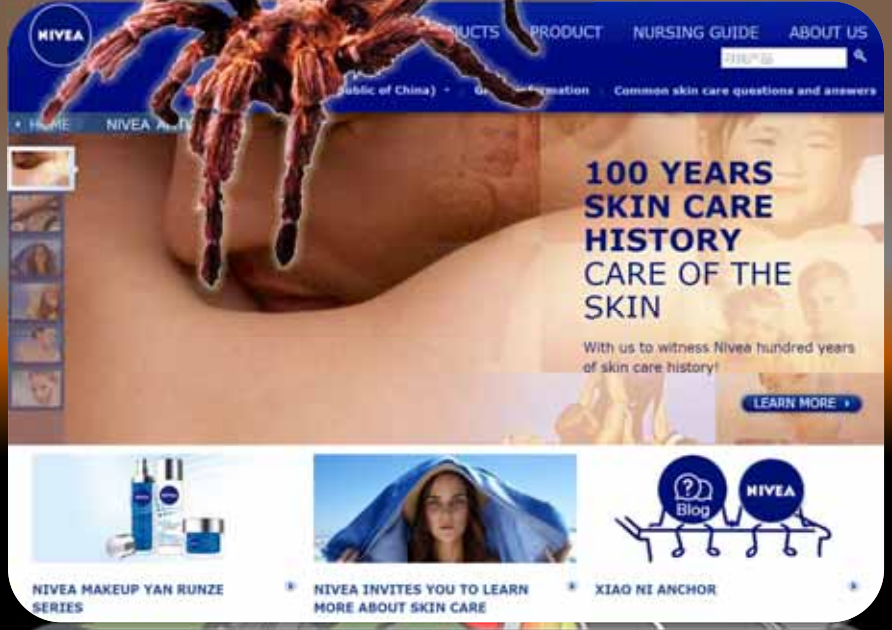 NIVEA
PRODUCT
NURSING GUIDE
ABOUT US
of China)
Common skin care questions and answers
HOME
NIVEA
100 YEARS
SKIN CARE
HISTORY
CARE OF THE
SKIN
With us to witness Nivea hundred years
of skin care history!
LEARN MORE
Blog
NIVEA
NIVEA MAKEUP YAN RUNZE
SERIES
NIVEA INVITES YOU TO LEARN
MORE ABOUT SKIN CARE
XIAO NI ANCHOR